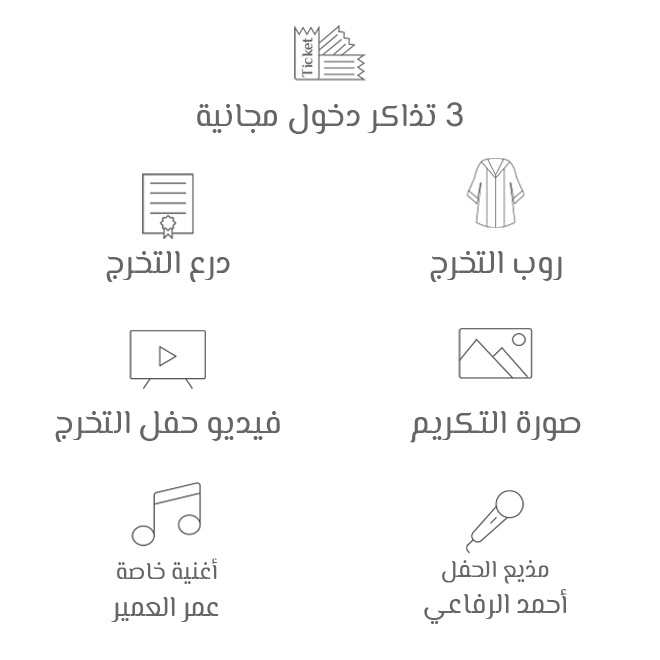 Ticket
3 تذاكر دخول مجانية
روب التخرج
درع التخرج
صورة التكريم
فيديو حفل التخرج
مذيع الحفل
أحمد الرفاعي
أغنية خاصة
عمر العمير